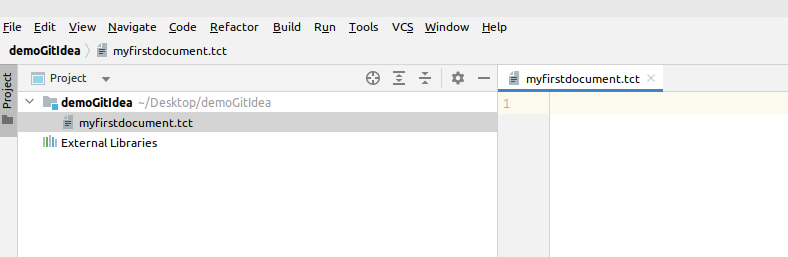 File Edit View Navigate Code Refactor Build Run Tools VCS Window Help
demoGitIdea myfirstdocument.tct
Project
Project
myfirstdocument.tct
demoGitIdea ~/Desktop/demoGitIdea
1
myfirstdocument.tct
External Libraries